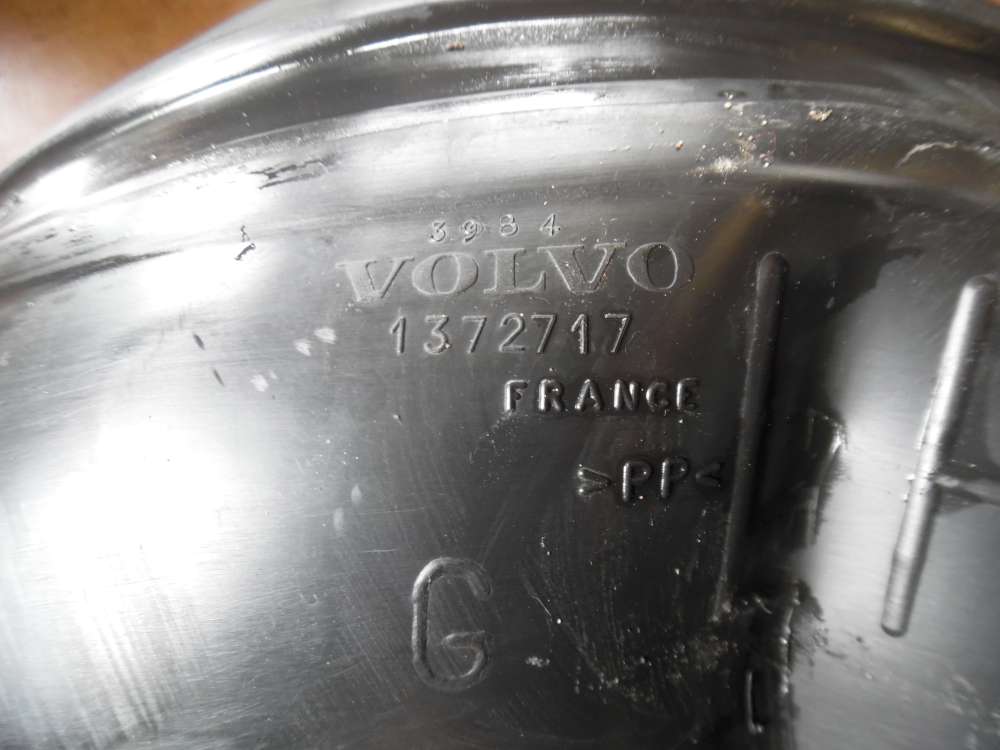 3984
VOLVO
1372717
FRANCE
>PP<
G